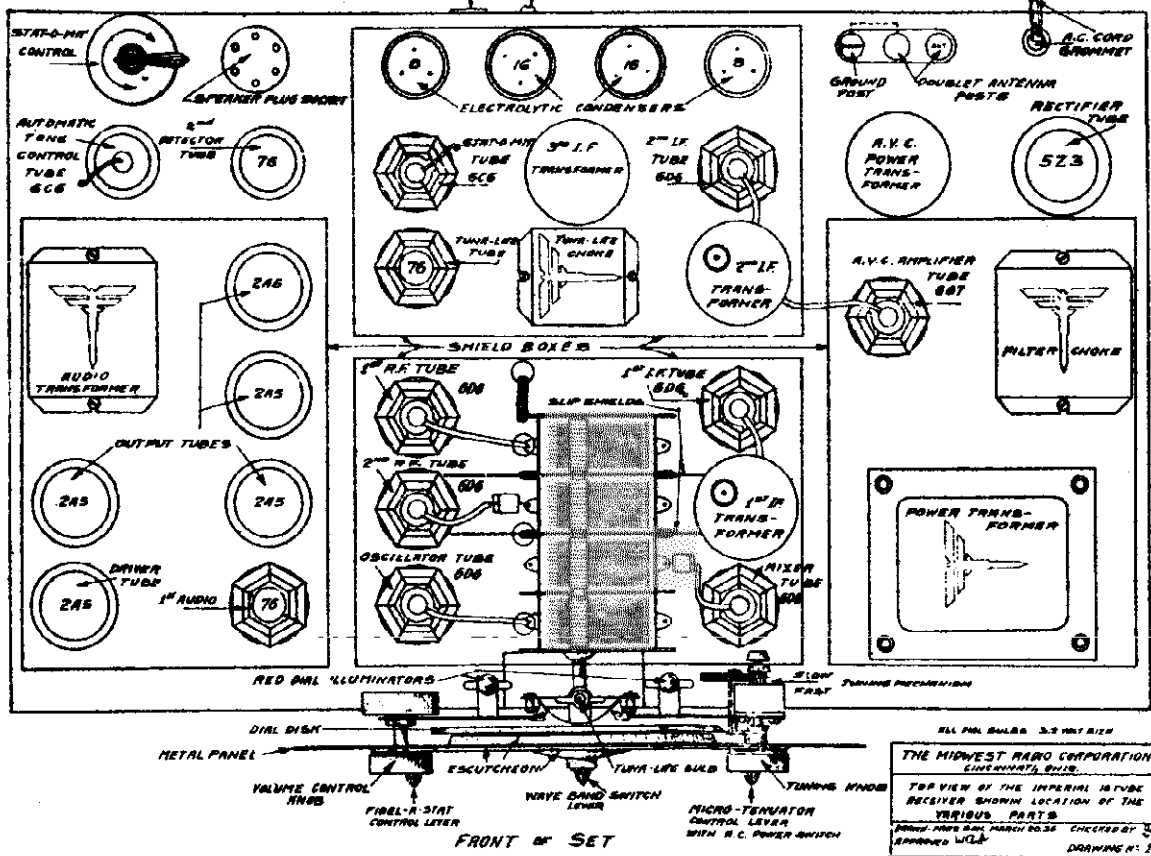 STAT-O-MAT
CONTROL
SPEAKER PLUG SOCKET
AUTOMATIC
TONE
CONTROL
TUBE
6C6
2ND
DETECTOR
TUBE
76
8
16
16
8
ELECTROLYTIC CONDENSERS
STAT-O-MAT
TUBE
6C6
3RD I.F
TRANSFORMER
2ND I.F.
TUBE
6D6
GROUND
POST
ANT
DOUBLET ANTENNA
POSTS
A.C. CORD
GROMMET
A.V.C.
POWER
TRANS-
FORMER
RECTIFIER
TUBE
5Z3
TUNA-LITE
TUBE
76
TUNA-LITE
CHOKE
2ND I.F.
TRANS-
FORMER
A.V.C. AMPLIFIER
TUBE
6B7
FILTER CHOKE
AUDIO
TRANSFORMER
2A5
2A5
OUTPUT TUBES
2A5
2A5
DRIVER
TUBE
2A5
1ST AUDIO
76
SHIELD BOXES
1ST R.F. TUBE
6D6
2ND R.F. TUBE
6D6
OSCILLATOR TUBE
6D6
1ST I.F. TUBE
6D6
SLIP SHIELDS
1ST I.F.
TRANS-
FORMER
MIXER
TUBE
6D6
POWER TRANS-
FORMER
RED DIAL ILLUMINATORS
SLOW
FAST
TUNING MECHANISM
DIAL DISK
METAL PANEL
ESCUTCHEON
TUNA-LITE BULB
TUNING KNOB
VOLUME CONTROL
KNOB
FIDEL-A-STAT
CONTROL LEVER
WAVE BAND SWITCH
LEVER
MICRO-TENUATOR
CONTROL LEVER
WITH A.C. POWER SWITCH
FRONT OF SET
ALL DIAL BULBS 3.2 VOLT SIZE
THE MIDWEST RADIO CORPORATION
CINCINNATI, OHIO.
TOP VIEW OF THE IMPERIAL 18 TUBE
RECEIVER SHOWING LOCATION OF THE
VARIOUS PARTS
MARCH 20.36 CHECKED BY
APPROVED
DRAWING Nº